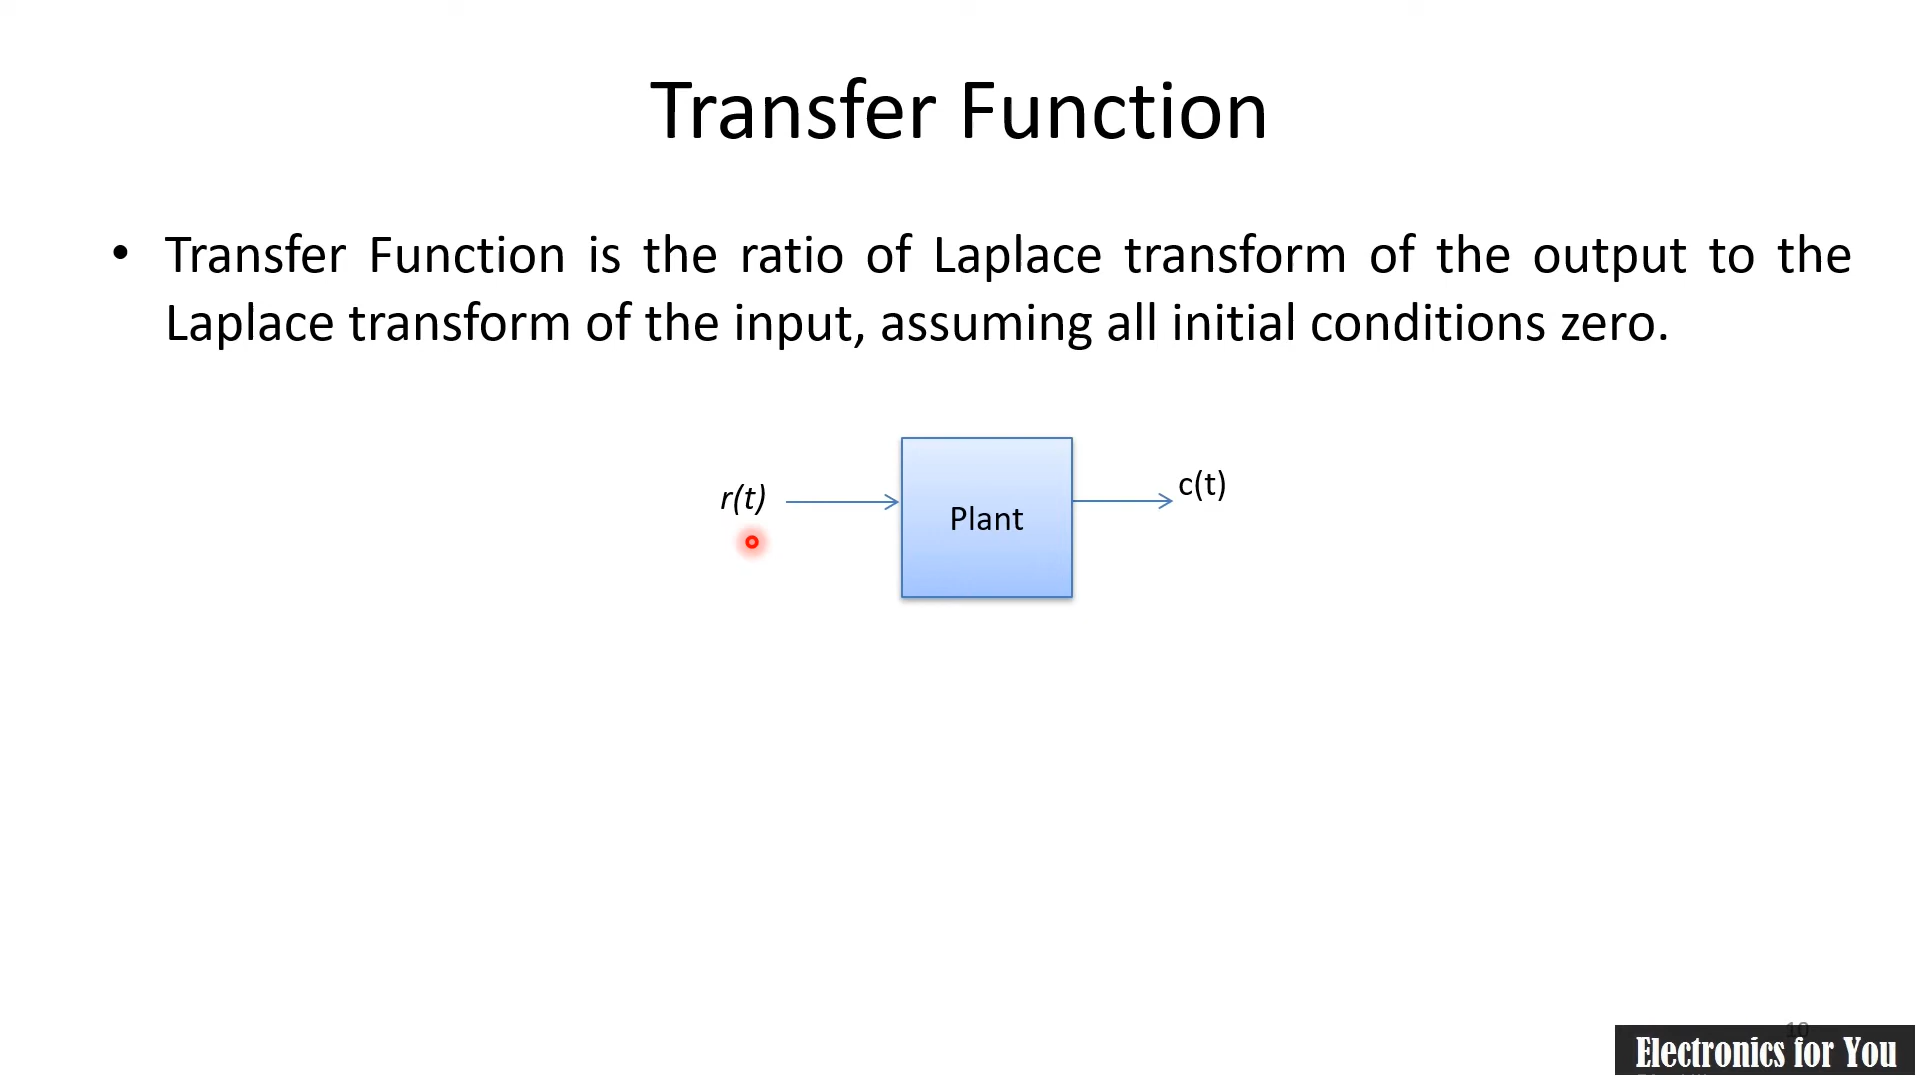 Transfer Function
• Transfer Function is the ratio of Laplace transform of the output to the
Laplace transform of the input, assuming all initial conditions zero.
r(t)
Plant
c(t)
10
Electronics for You